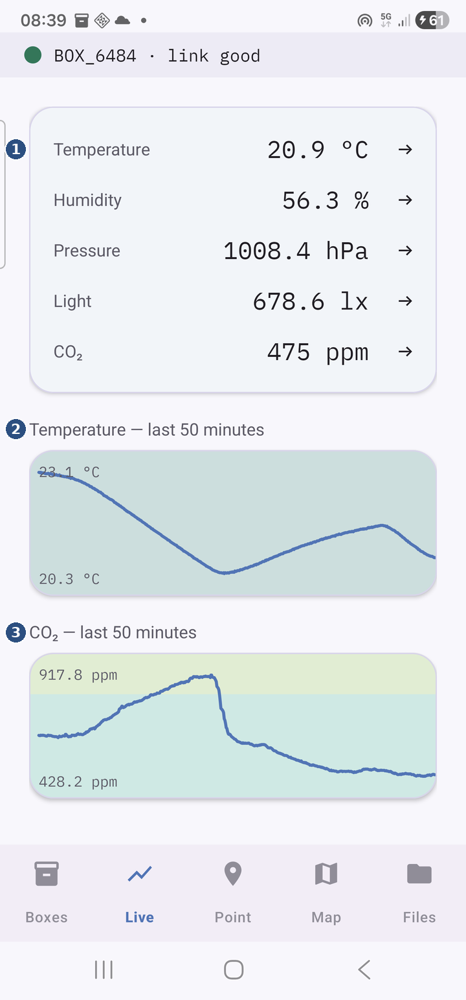 08:39 5G 61
BOX_6484 · link good
1 Temperature 20.9 °C →
Humidity 56.3 % →
Pressure 1008.4 hPa →
Light 678.6 lx →
CO₂ 475 ppm →
2 Temperature — last 50 minutes
23.1 °C
20.3 °C
3 CO₂ — last 50 minutes
917.8 ppm
428.2 ppm
Boxes Live Point Map Files